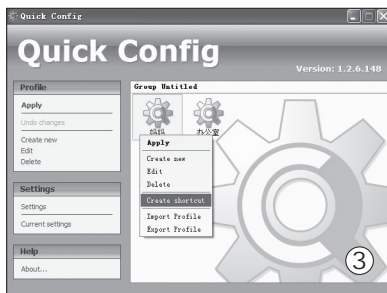 Quick Config
Quick Config
Version: 1.2.6.148
Profile
Apply
Undo changes
Create new
Edit
Delete
Settings
Settings
Current settings
Help
About...
Group Untitled
妈妈 办公室
Apply
Create new
Edit
Delete
Create shortcut
Import Profile
Export Profile
3